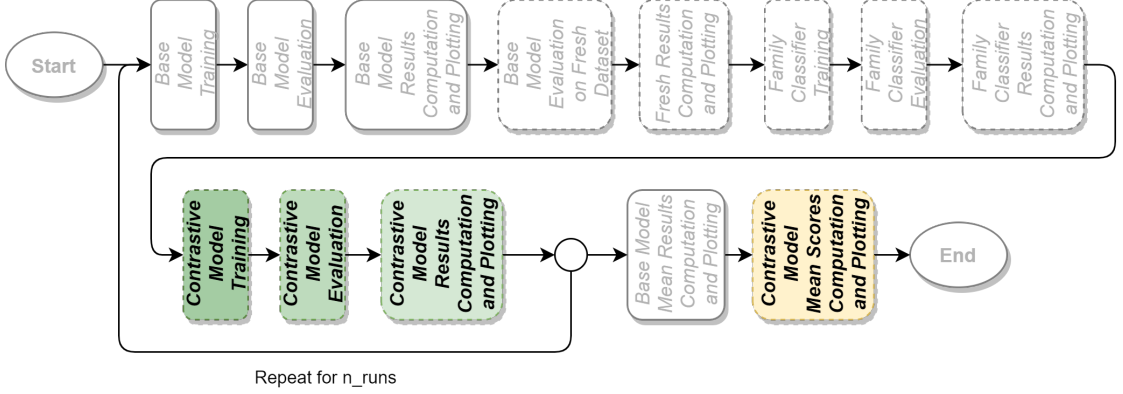 Start
Base
Model
Training
Base
Model
Evaluation
Base
Model
Results
Computation
and Plotting
Base
Model
Evaluation
on Fresh
Dataset
Fresh Results
Computation
and Plotting
Family
Classifier
Training
Family
Classifier
Evaluation
Family
Classifier
Results
Computation
and Plotting
Contrastive
Model
Training
Contrastive
Model
Evaluation
Contrastive
Model
Results
Computation
and Plotting
Base Model
Mean Results
Computation
and Plotting
Contrastive
Model
Mean Scores
Computation
and Plotting
End
Repeat for n_runs